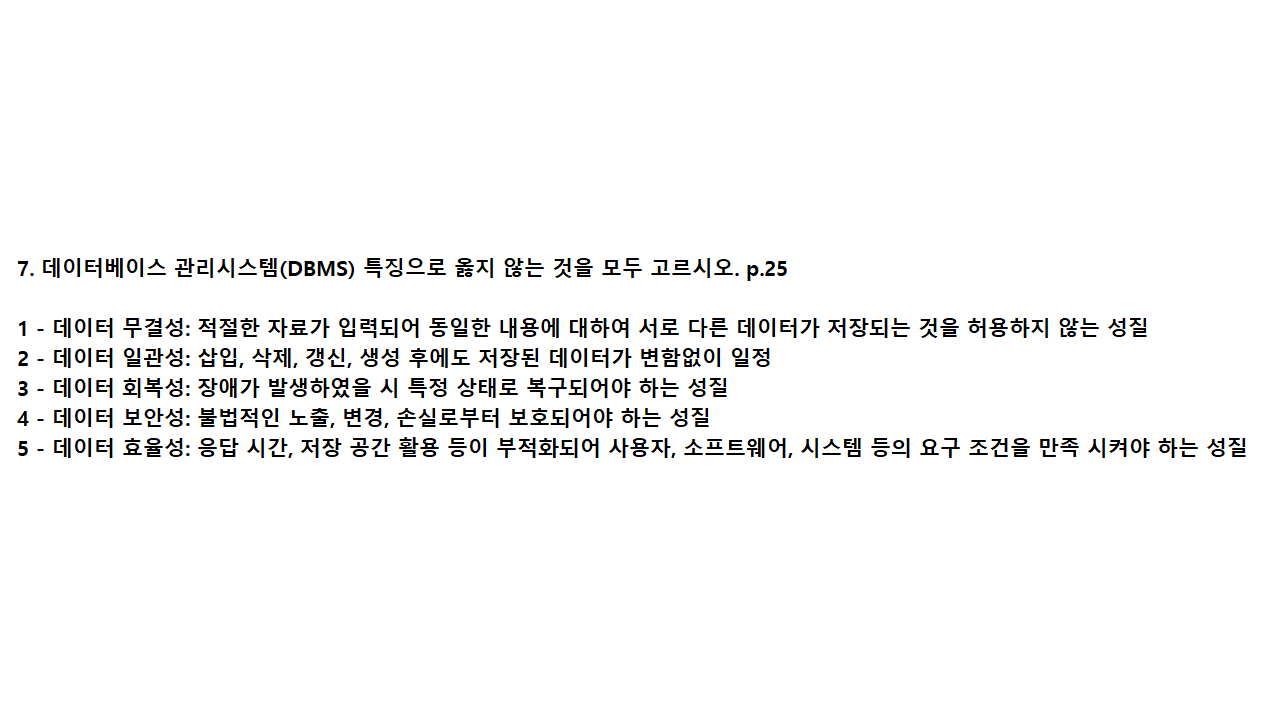 7. 데이터베이스 관리시스템(DBMS) 특징으로 옳지 않는 것을 모두 고르시오. p.25
1 - 데이터 무결성: 적절한 자료가 입력되어 동일한 내용에 대하여 서로 다른 데이터가 저장되는 것을 허용하지 않는 성질
2 - 데이터 일관성: 삽입, 삭제, 갱신, 생성 후에도 저장된 데이터가 변함없이 일정
3 - 데이터 회복성: 장애가 발생하였을 시 특정 상태로 복구되어야 하는 성질
4 - 데이터 보안성: 불법적인 노출, 변경, 손실로부터 보호되어야 하는 성질
5 - 데이터 효율성: 응답 시간, 저장 공간 활용 등이 부적화되어 사용자, 소프트웨어, 시스템 등의 요구 조건을 만족 시켜야 하는 성질